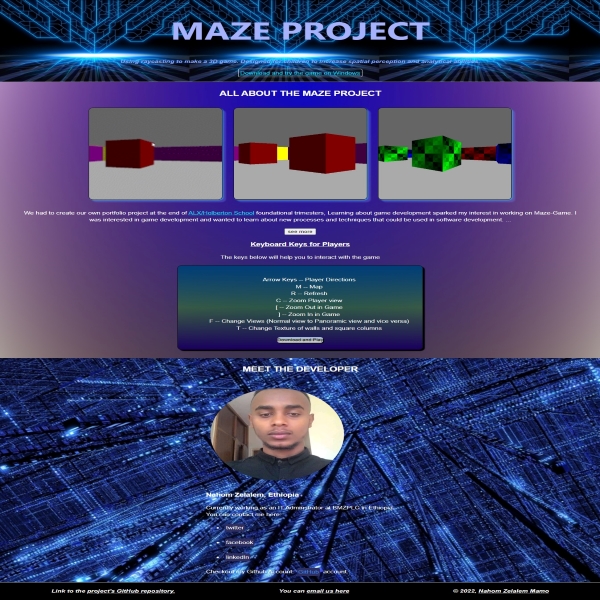 MAZE PROJECT
Using raycasting to make a 3D game. Designed for children to increase spatial perception and analytical
Download and try the game on Windows
ALL ABOUT THE MAZE PROJECT
We had to create our own portfolio project at the end of ALX/Holberton School foundational trimesters, Learning about game development sparked my interest in working on Maze-Game. I
was interested in game development and wanted to learn about new processes and techniques that could be used in software development. ...
see more
Keyboard Keys for Players
The keys below will help you to interact with the game
Arrow Keys -- Player Directions
M -- Map
R -- Refresh
C -- Zoom Player view
[ -- Zoom Out in Game
] -- Zoom In in Game
F -- Change Views (Normal view to Panoramic view and vice versa)
T -- Change Texture of walls and square columns
Download and Play
MEET THE DEVELOPER
Nahom Zelalem, Ethiopia
Currently working as an IT Administrator at BMZPLC in Ethiopia
You can contact me here:
twitter
facebook
linkedIn
Checkout my Github Account: account
Link to the project's GitHub repository.
You can email us here
© 2022, Nahom Zelalem Mamo